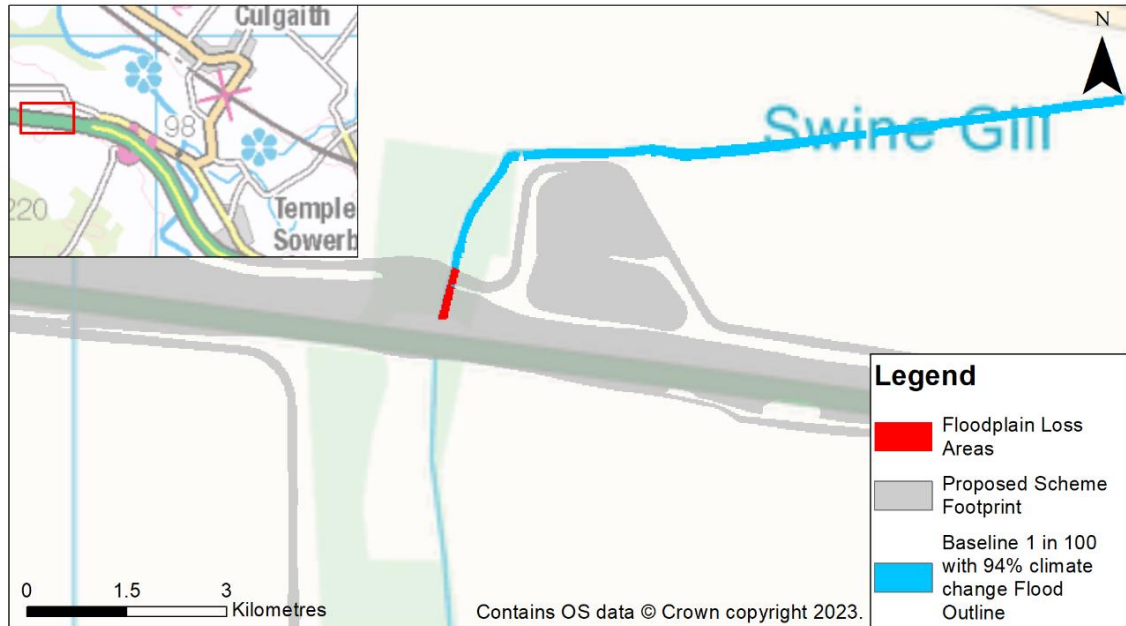 Culgaith
98
220
Temple
Sowerb
N
Swine Gill
Legend
Floodplain Loss
Areas
Proposed Scheme
Footprint
Baseline 1 in 100
with 94% climate
change Flood
Outline
0 1.5 3
Kilometres
Contains OS data © Crown copyright 2023.